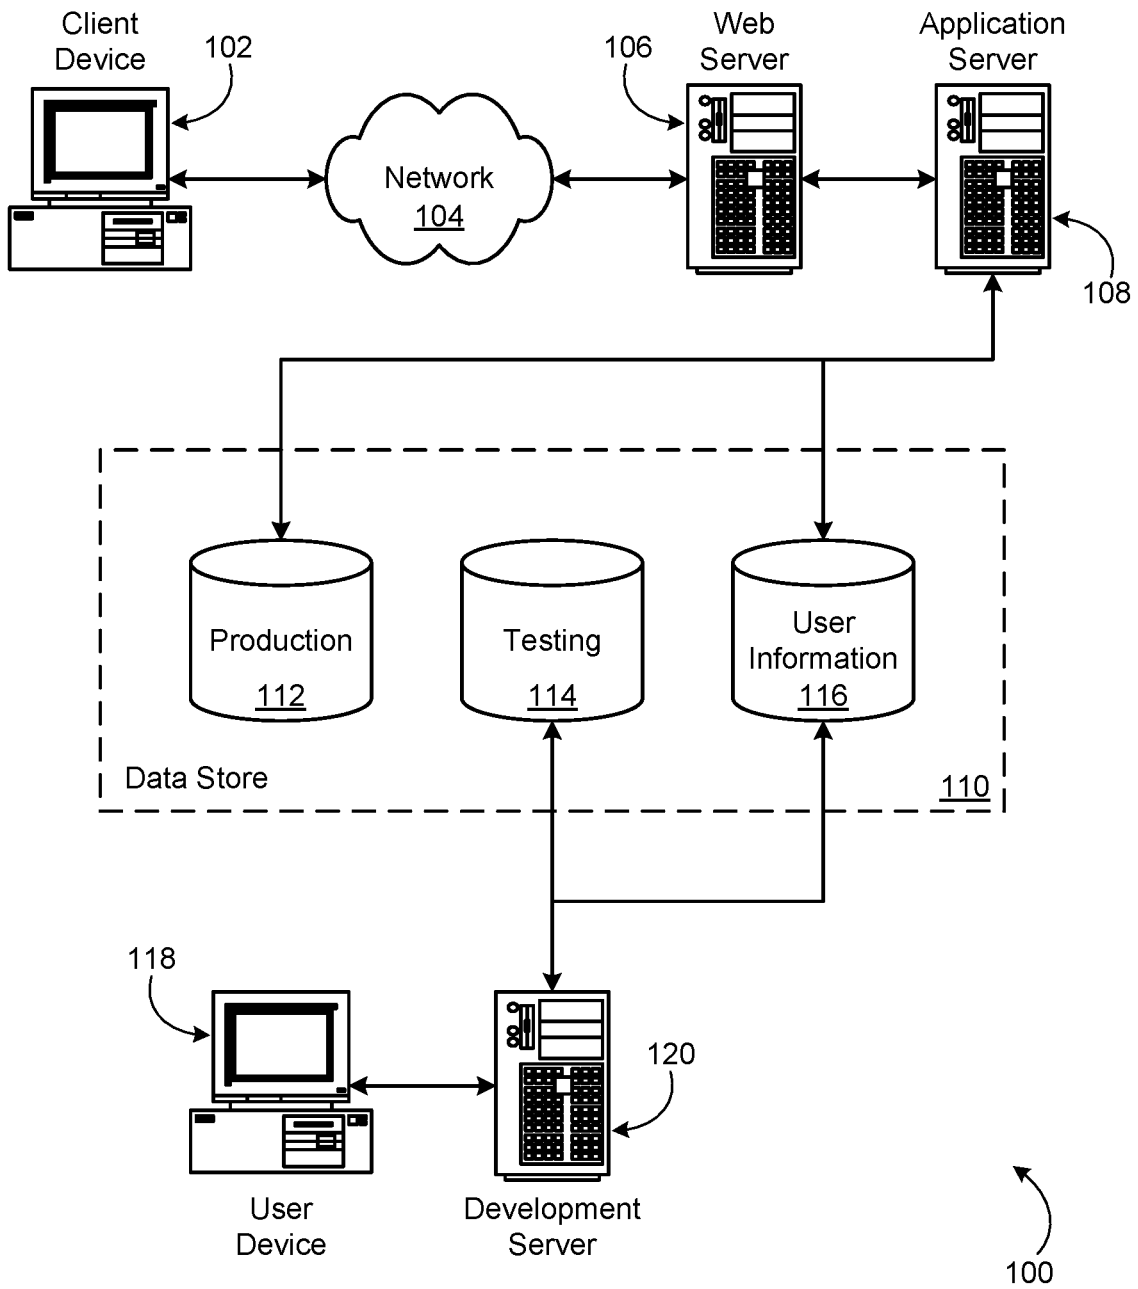 Client
Device
102
Network
104
106
Web
Server
Application
Server
108
Production
112
Testing
114
User
Information
116
Data Store
110
118
User
Device
120
Development
Server
100